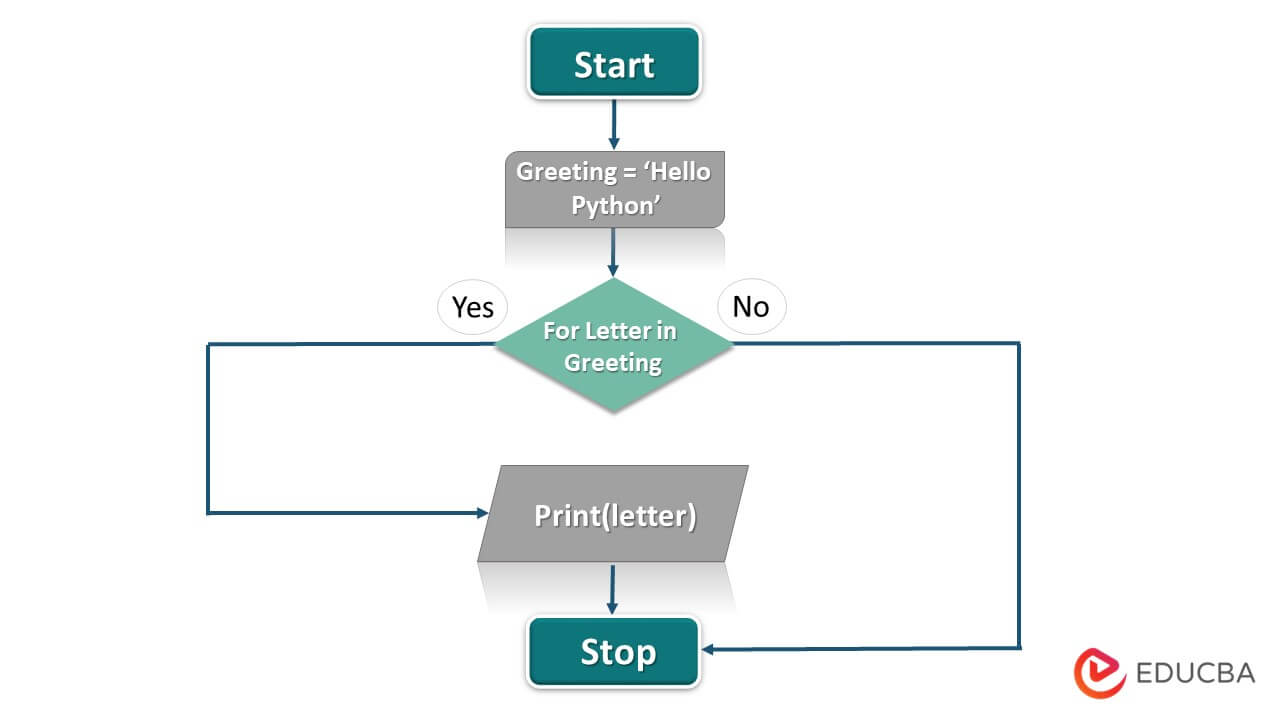 Start
Greeting = ‘Hello
Python’
Yes
No
For Letter in
Greeting
Print(letter)
Stop
EDUCBA